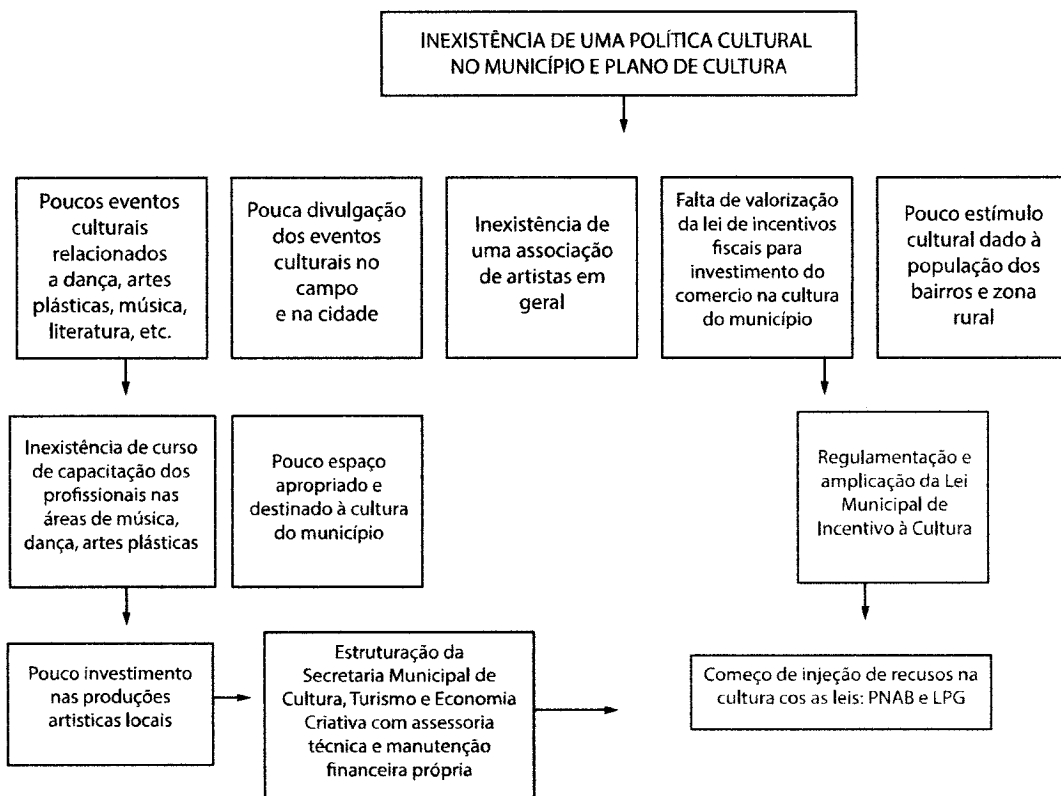 INEXISTÊNCIA DE UMA POLÍTICA CULTURAL
NO MUNICÍPIO E PLANO DE CULTURA
Poucos eventos
culturais
relacionados
a dança, artes
plásticas, música,
literatura, etc.
Pouca divulgação
dos eventos
culturais no
campo
e na cidade
Inexistência de
uma associação
de artistas em
geral
Falta de valorização
da lei de incentivos
fiscais para
investimento do
comercio na cultura
do município
Pouco estímulo
cultural dado à
população dos
bairros e zona
rural
Inexistência de curso
de capacitação dos
profissionais nas
áreas de música,
dança, artes plásticas
Pouco espaço
apropriado e
destinado à cultura
do município
Regulamentação e
amplicação da Lei
Municipal de
Incentivo à Cultura
Pouco investimento
nas produções
artisticas locais
Estruturação da
Secretaria Municipal de
Cultura, Turismo e Economia
Criativa com assessoria
técnica e manutenção
financeira própria
Começo de injeção de recusos na
cultura cos as leis: PNAB e LPG